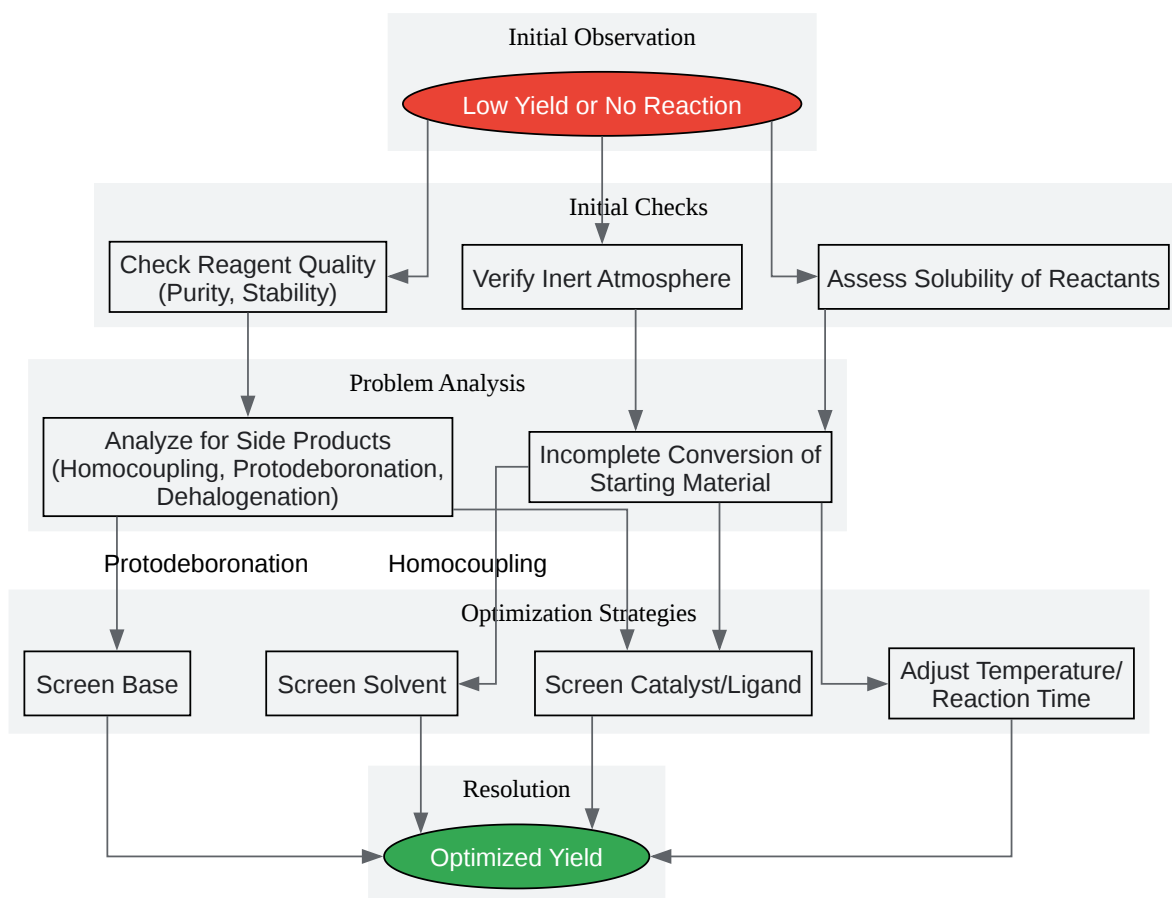 Initial Observation
Low Yield or No Reaction
Initial Checks
Check Reagent Quality
(Purity, Stability)
Verify Inert Atmosphere
Assess Solubility of Reactants
Problem Analysis
Analyze for Side Products
(Homocoupling, Protodeboronation,
Dehalogenation)
Incomplete Conversion of
Starting Material
Protodeboronation
Homocoupling
Optimization Strategies
Screen Base
Screen Solvent
Screen Catalyst/Ligand
Adjust Temperature/
Reaction Time
Resolution
Optimized Yield